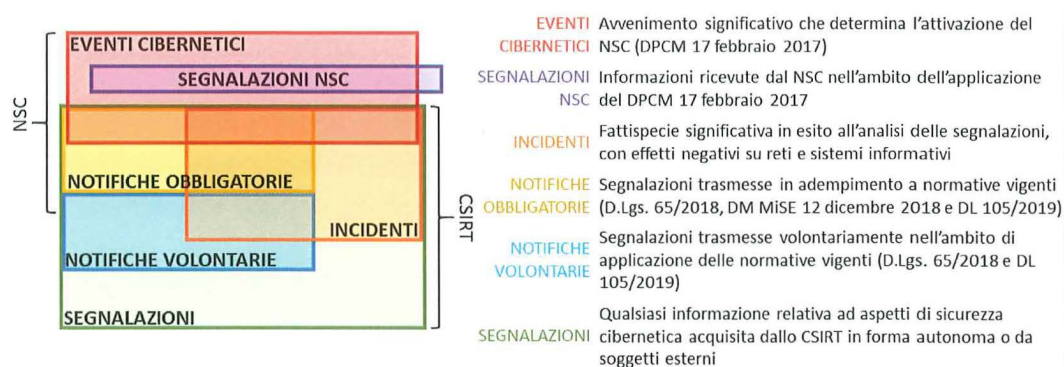 EVENTI CIBERNETICI
SEGNALAZIONI NSC
NSC
NOTIFICHE OBBLIGATORIE
INCIDENTI
CSIRT
NOTIFICHE VOLONTARIE
SEGNALAZIONI
EVENTI CIBERNETICI
Avvenimento significativo che determina l'attivazione del
NSC (DPCM 17 febbraio 2017)
SEGNALAZIONI NSC
Informazioni ricevute dal NSC nell'ambito dell'applicazione
del DPCM 17 febbraio 2017
INCIDENTI
Fattispecie significativa in esito all'analisi delle segnalazioni,
con effetti negativi su reti e sistemi informativi
NOTIFICHE OBBLIGATORIE
Segnalazioni trasmesse in adempimento a normative vigenti
(D.Lgs. 65/2018, DM MiSE 12 dicembre 2018 e DL 105/2019)
NOTIFICHE VOLONTARIE
Segnalazioni trasmesse volontariamente nell'ambito di
applicazione delle normative vigenti (D.Lgs. 65/2018 e DL
105/2019)
SEGNALAZIONI
Qualsiasi informazione relativa ad aspetti di sicurezza
cibernetica acquisita dallo CSIRT in forma autonoma o da
soggetti esterni